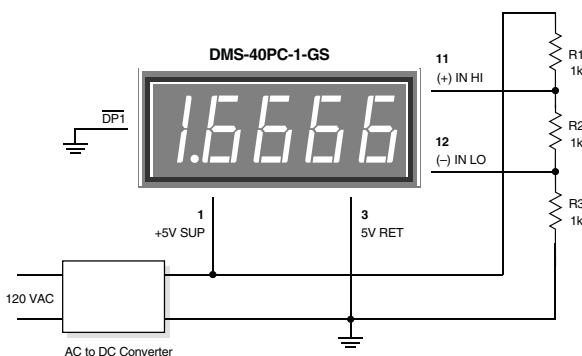 DMS-40PC-1-GS
11
(+) IN HI
R1
1k
DP1
1.6666
R2
1k
12
(–) IN LO
R3
1k
1
+5V SUP
3
5V RET
120 VAC
AC to DC Converter